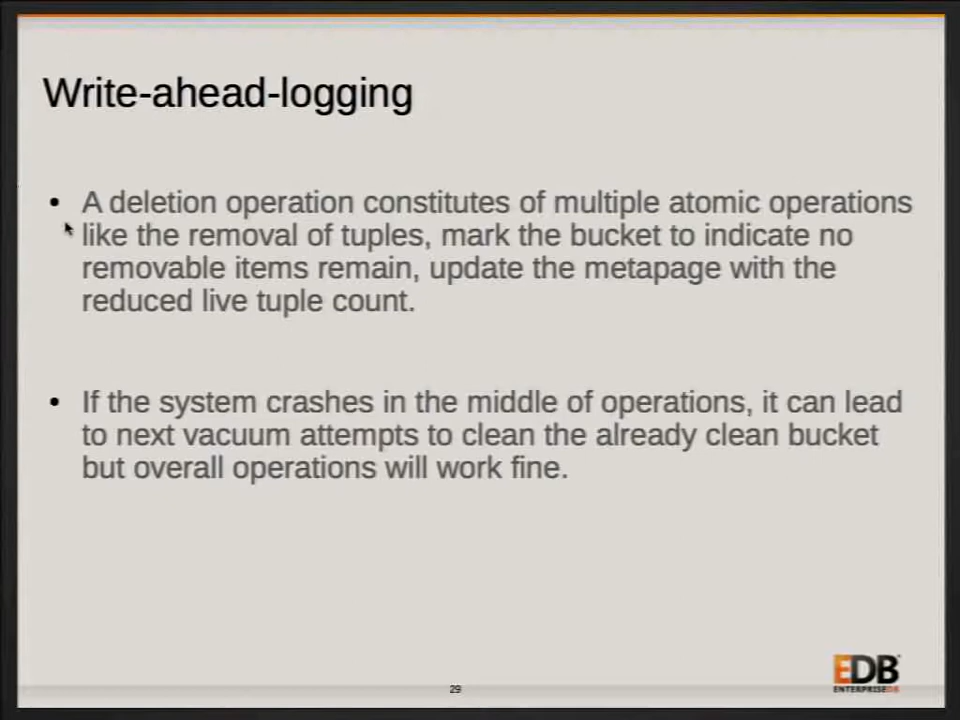 Write-ahead-logging
• A deletion operation constitutes of multiple atomic operations
like the removal of tuples, mark the bucket to indicate no
removable items remain, update the metapage with the
reduced live tuple count.
• If the system crashes in the middle of operations, it can lead
to next vacuum attempts to clean the already clean bucket
but overall operations will work fine.
EDB
ENTERPRISEDB
29